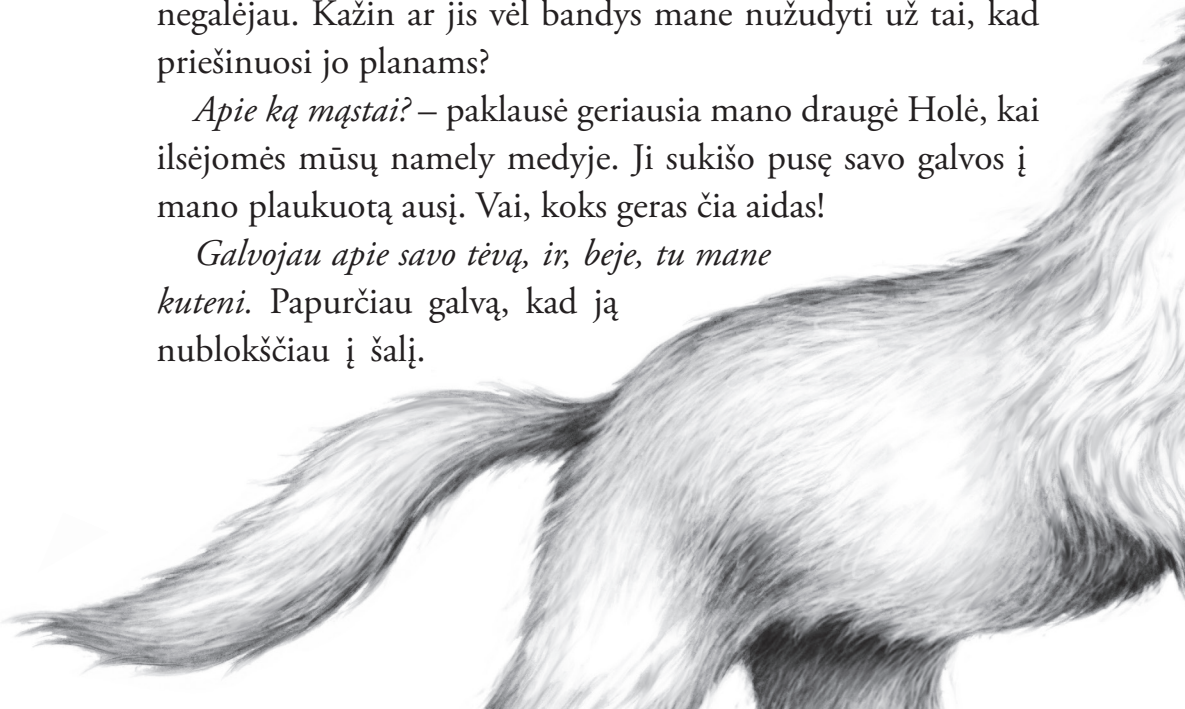 negalėjau. Kažin ar jis vėl bandys mane nužudyti už tai, kad
priešinuosi jo planams?
Apie ką mąstai? – paklausė geriausia mano draugė Holė, kai
ilsėjomės mūsų namely medyje. Ji sukišo pusę savo galvos į
mano plaukuotą ausį. Vai, koks geras čia aidas!
Galvojau apie savo tėvą, ir, beje, tu mane
kuteni. Papurčiau galvą, kad ją
nublokščiau į šalį.